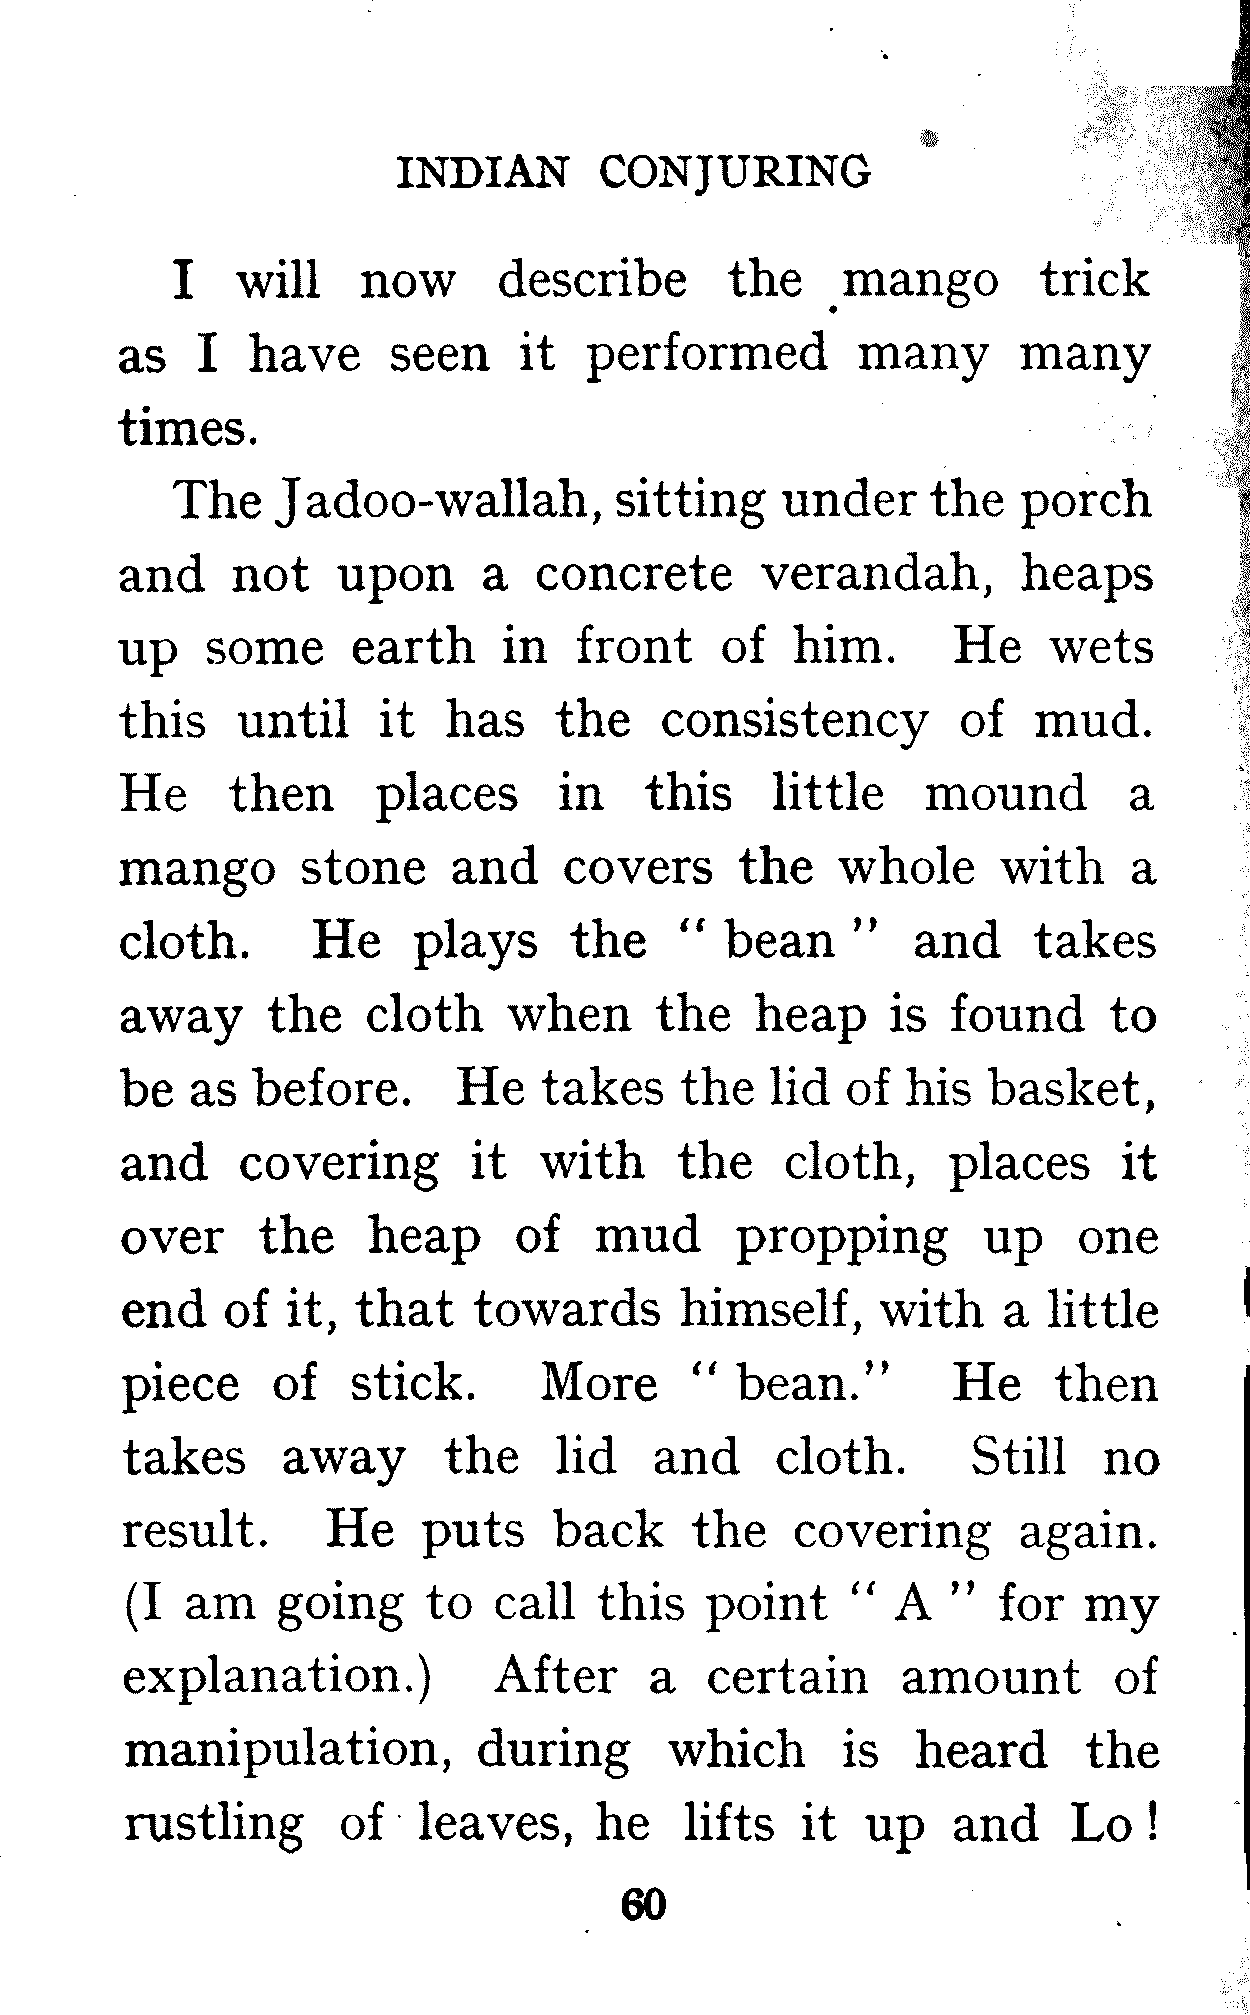 INDIAN CONJURING
I will now describe the mango trick
as I have seen it performed many many
times.
The Jadoo-wallah, sitting under the porch
and not upon a concrete verandah, heaps
up some earth in front of him. He wets
this until it has the consistency of mud.
He then places in this little mound a
mango stone and covers the whole with a
cloth. He plays the “ bean ” and takes
away the cloth when the heap is found to
be as before. He takes the lid of his basket,
and covering it with the cloth, places it
over the heap of mud propping up one
end of it, that towards himself, with a little
piece of stick. More “ bean.” He then
takes away the lid and cloth. Still no
result. He puts back the covering again.
(I am going to call this point “ A ” for my
explanation.) After a certain amount of
manipulation, during which is heard the
rustling of leaves, he lifts it up and Lo !
60